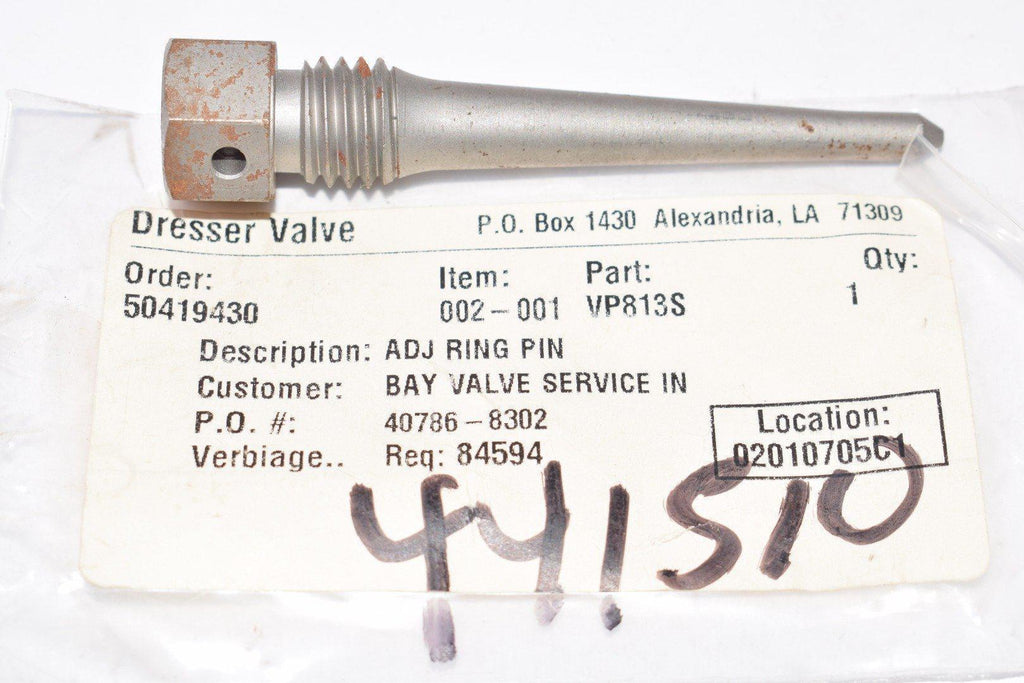 Dresser Valve P.O. Box 1430 Alexandria, LA 71309
Order: Item: Part: Qty:
50419430 002-001 VP813S 1
Description: ADJ RING PIN
Customer: BAY VALVE SERVICE IN
P.O. #: 40786-8302
Verbiage.. Req: 84594
Location:
02010705C1
441510